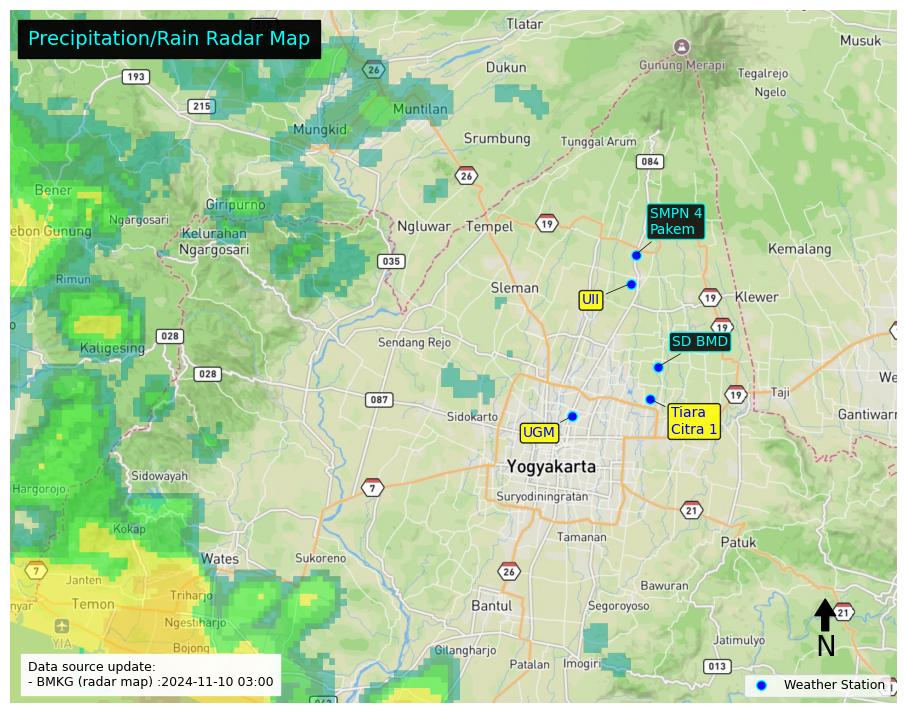 Precipitation/Rain Radar Map
Tlatar
Musuk
193
26
Dukun
Gunung Merapi
Tegalrejo
Ngelo
215
Muntilan
Mungkid
Srumbung
Tunggal Arum
084
26
Bener
Giripurno
SMPN 4
Pakem
Ngargosari
Ngluwar
Tempel
19
ebon Gunung
Kelurahan
Ngargosari
Kemalang
035
Rimun
Sleman
UII
19
Klewer
19
028
Kaligesing
Sendang Rejo
SD BMD
028
087
19
Taji
We
Sidokarto
Tiara
Citra 1
Gantiwarn
UGM
Yogyakarta
Sidowayah
Hargorojo
7
Suryodiningratan
21
Kokap
Tamanan
Patuk
Wates
Sukoreno
7
26
Janten
Bawuran
nyar
Temon
Triharjo
Bantul
Segoroyoso
21
Ngestiharjo
YIA
Bojong
Gilangharjo
Jatimulyo
N
Patalan
Imogiri
013
Data source update:
- BMKG (radar map) :2024-11-10 03:00
Weather Station